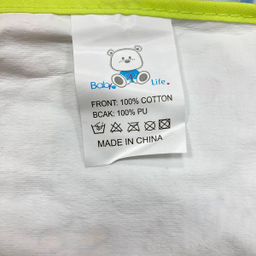 Baby Life
FRONT: 100% COTTON
BCAK: 100% PU
MADE IN CHINA